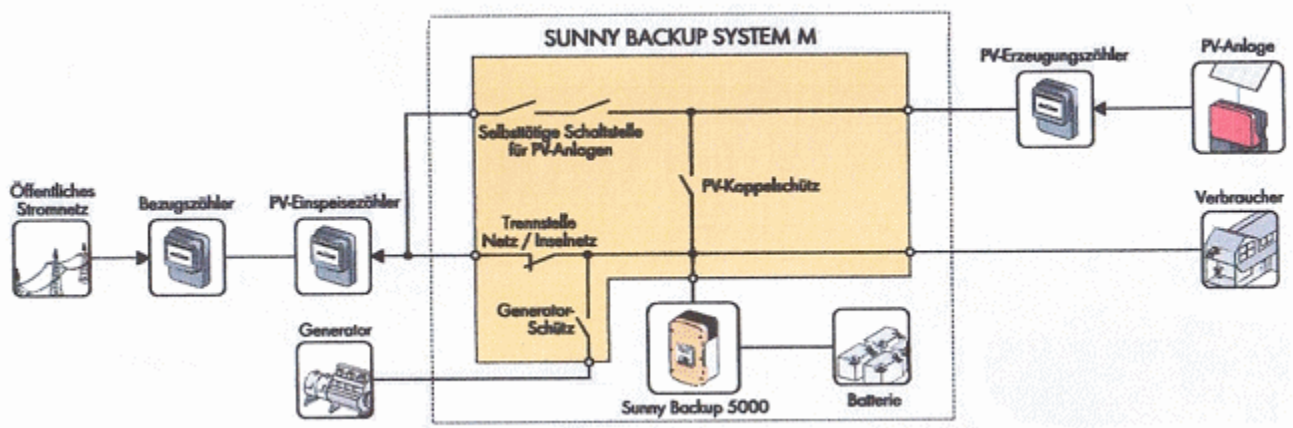 SUNNY BACKUP SYSTEM M
PV-Erzeugungszähler
PV-Anlage
Selbsttätige Schaltstelle
für PV-Anlagen
PV-Koppelschütz
Öffentliches
Stromnetz
Bezugszähler
PV-Einspeisezähler
Trennstelle
Netz / Inselnetz
Verbraucher
Generator-
Schütz
Generator
Sunny Backup 5000
Batterie